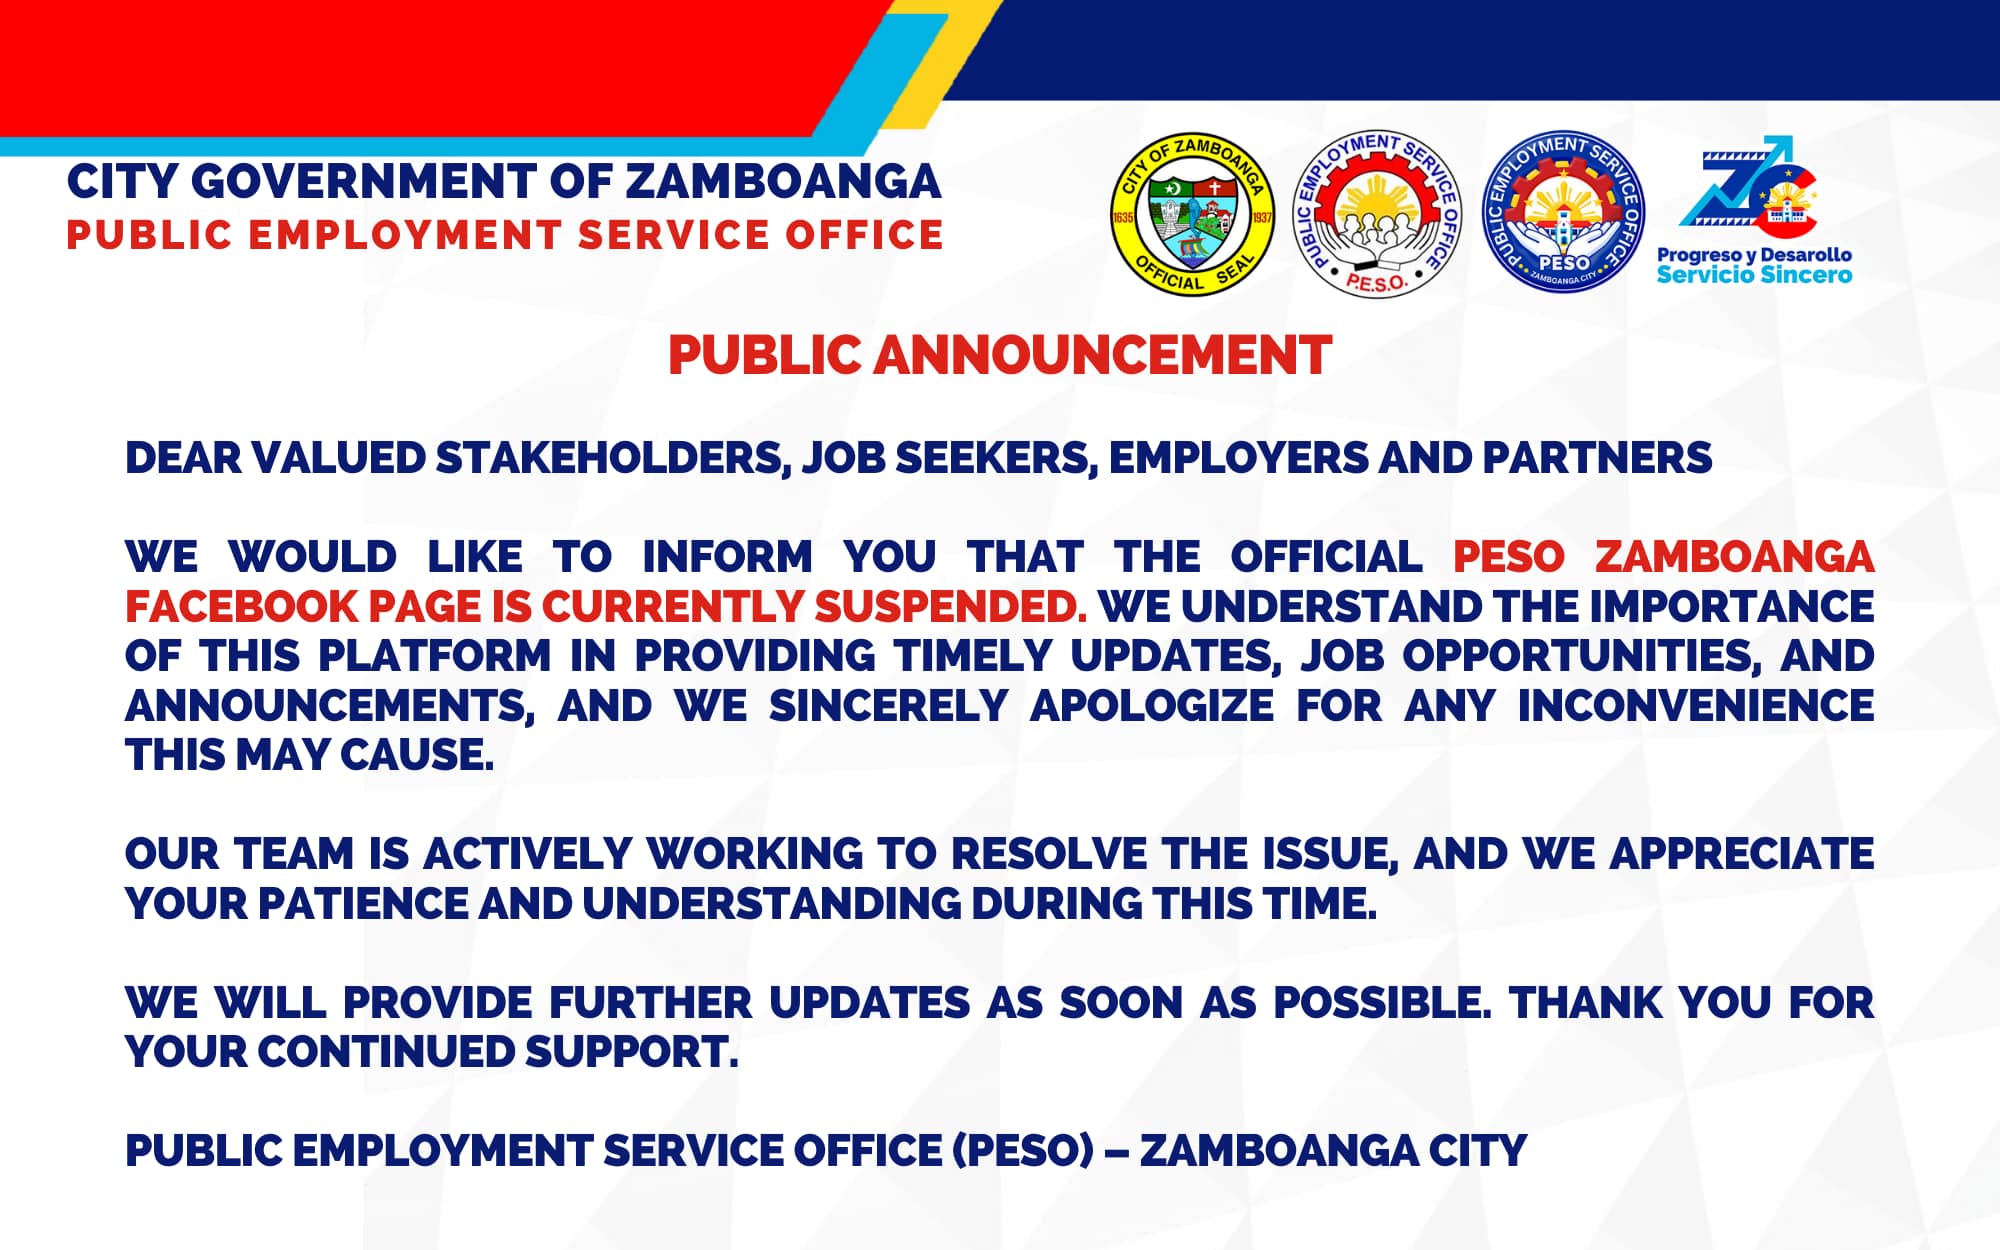 CITY GOVERNMENT OF ZAMBOANGA
PUBLIC EMPLOYMENT SERVICE OFFICE
CITY OF ZAMBOANGA
1635
1937
OFFICIAL SEAL
PUBLIC EMPLOYMENT SERVICE OFFICE
P.E.S.O.
PUBLIC EMPLOYMENT SERVICE OFFICE
PESO
ZAMBOANGA CITY
ZC
Progreso y Desarollo
Servicio Sincero
PUBLIC ANNOUNCEMENT
DEAR VALUED STAKEHOLDERS, JOB SEEKERS, EMPLOYERS AND PARTNERS
WE WOULD LIKE TO INFORM YOU THAT THE OFFICIAL PESO ZAMBOANGA
FACEBOOK PAGE IS CURRENTLY SUSPENDED. WE UNDERSTAND THE IMPORTANCE
OF THIS PLATFORM IN PROVIDING TIMELY UPDATES, JOB OPPORTUNITIES, AND
ANNOUNCEMENTS, AND WE SINCERELY APOLOGIZE FOR ANY INCONVENIENCE
THIS MAY CAUSE.
OUR TEAM IS ACTIVELY WORKING TO RESOLVE THE ISSUE, AND WE APPRECIATE
YOUR PATIENCE AND UNDERSTANDING DURING THIS TIME.
WE WILL PROVIDE FURTHER UPDATES AS SOON AS POSSIBLE. THANK YOU FOR
YOUR CONTINUED SUPPORT.
PUBLIC EMPLOYMENT SERVICE OFFICE (PESO) – ZAMBOANGA CITY